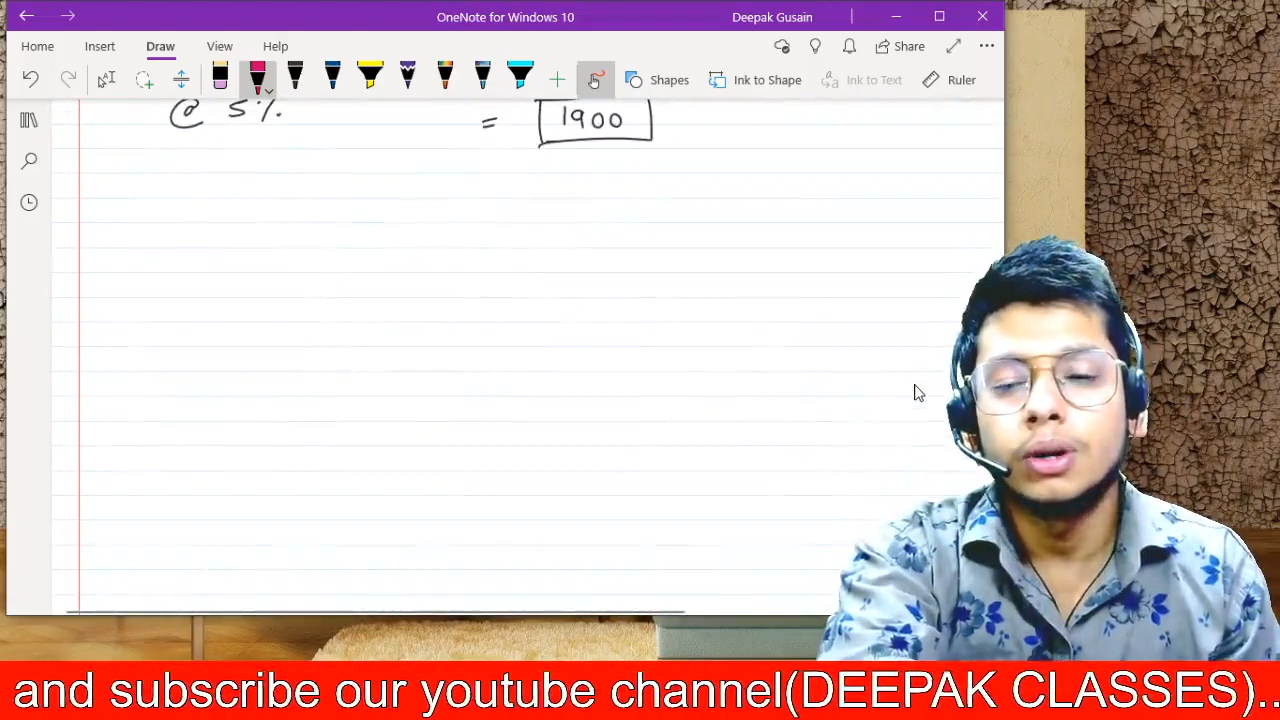 OneNote for Windows 10 Deepak Gusain
Home Insert Draw View Help Share
Shapes Ink to Shape Ink to Text Ruler
@ 5%
= 1900
and subscribe our youtube channel(DEEPAK CLASSES)..